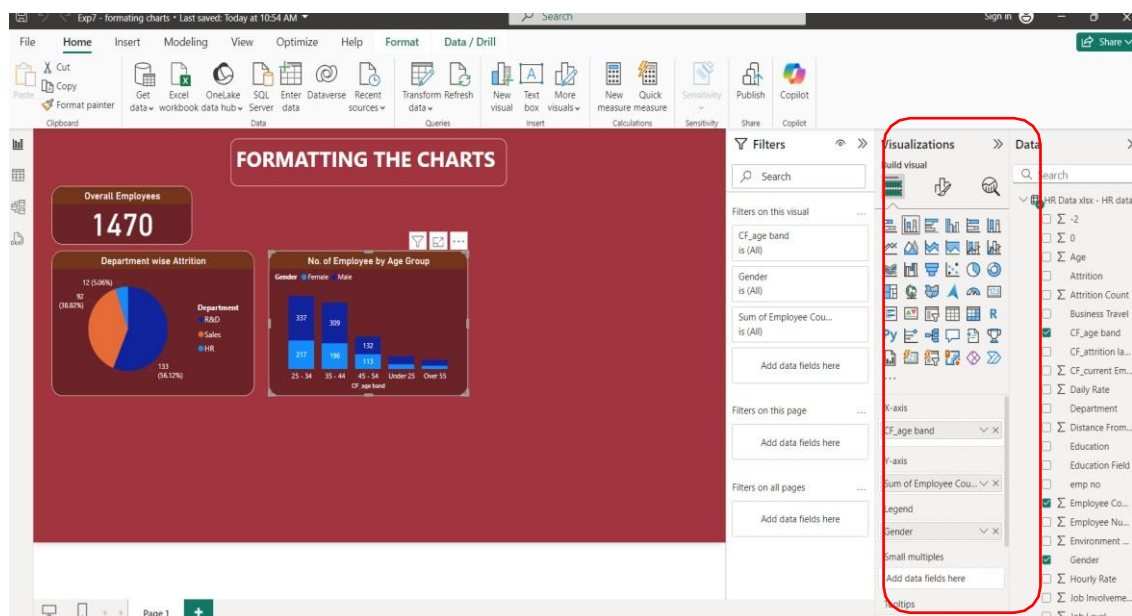 Exp7 - formating charts • Last saved: Today at 10:54 AM
Search
Sign in
File Home Insert Modeling View Optimize Help Format Data / Drill
Share
Paste
Cut
Copy
Format painter
Clipboard
Get data
Excel workbook
OneLake data hub
SQL Server
Enter data
Dataverse
Recent sources
Data
Transform data
Refresh
Queries
New visual
Text box
More visuals
Insert
New measure
Quick measure
Calculations
Sensitivity
Sensitivity
Publish
Share
Copilot
Copilot
FORMATTING THE CHARTS
Overall Employees
1470
Department wise Attrition
12 (5.06%)
92
(38.82%)
133
(56.12%)
Department
R&D
Sales
HR
No. of Employee by Age Group
Gender Female Male
337
309
132
217
196
113
25 - 34 35 - 44 45 - 54 Under 25 Over 55
CF_age band
Filters
Search
Filters on this visual
CF_age band
is (All)
Gender
is (All)
Sum of Employee Cou...
is (All)
Add data fields here
Filters on this page
Add data fields here
Filters on all pages
Add data fields here
Visualizations
Build visual
R
Py
X-axis
CF_age band
Y-axis
Sum of Employee Cou...
Legend
Gender
Small multiples
Add data fields here
Tooltips
Data
Search
HR Data xlsx - HR data
Σ -2
Σ 0
Σ Age
Attrition
Σ Attrition Count
Business Travel
CF_age band
CF_attrition la...
Σ CF_current Em...
Σ Daily Rate
Department
Σ Distance From...
Education
Education Field
emp no
Σ Employee Co...
Σ Employee Nu...
Σ Environment ...
Gender
Σ Hourly Rate
Σ Job Involveme...
Σ Job Level
Page 1